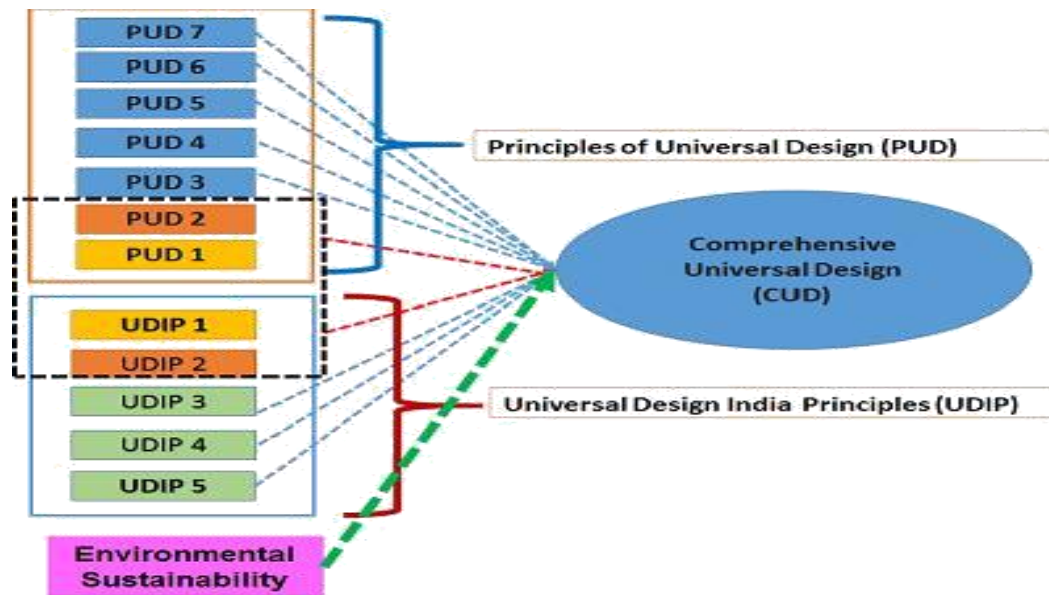 PUD 7
PUD 6
PUD 5
PUD 4
PUD 3
PUD 2
PUD 1
Principles of Universal Design (PUD)
Comprehensive
Universal Design
(CUD)
UDIP 1
UDIP 2
UDIP 3
UDIP 4
UDIP 5
Universal Design India Principles (UDIP)
Environmental
Sustainability